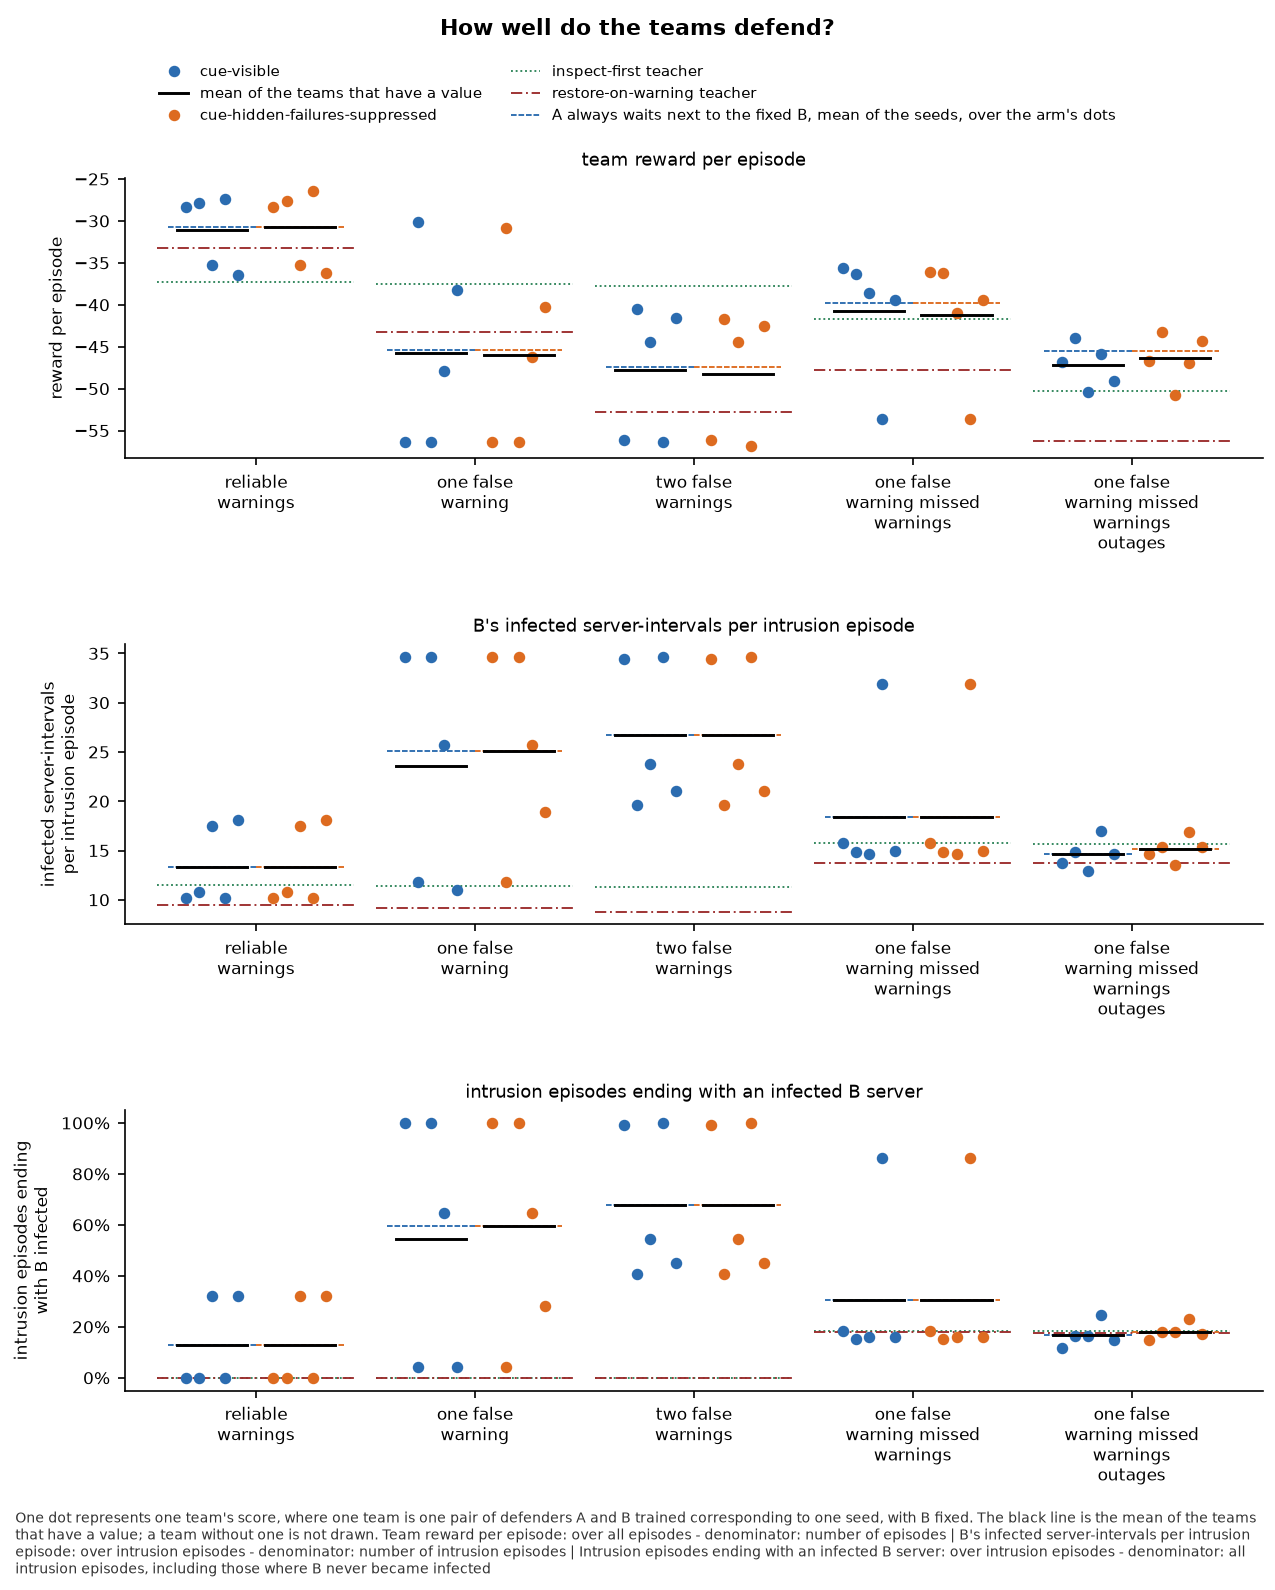 How well do the teams defend?
cue-visible
mean of the teams that have a value
cue-hidden-failures-suppressed
inspect-first teacher
restore-on-warning teacher
A always waits next to the fixed B, mean of the seeds, over the arm's dots
team reward per episode
reward per episode
−25
−30
−35
−40
−45
−50
−55
reliable
warnings
one false
warning
two false
warnings
one false
warning missed
warnings
one false
warning missed
warnings
outages
B's infected server-intervals per intrusion episode
infected server-intervals
per intrusion episode
35
30
25
20
15
10
reliable
warnings
one false
warning
two false
warnings
one false
warning missed
warnings
one false
warning missed
warnings
outages
intrusion episodes ending with an infected B server
intrusion episodes ending
with B infected
100%
80%
60%
40%
20%
0%
reliable
warnings
one false
warning
two false
warnings
one false
warning missed
warnings
one false
warning missed
warnings
outages
One dot represents one team's score, where one team is one pair of defenders A and B trained corresponding to one seed, with B fixed. The black line is the mean of the teams
that have a value; a team without one is not drawn. Team reward per episode: over all episodes - denominator: number of episodes | B's infected server-intervals per intrusion
episode: over intrusion episodes - denominator: number of intrusion episodes | Intrusion episodes ending with an infected B server: over intrusion episodes - denominator: all
intrusion episodes, including those where B never became infected